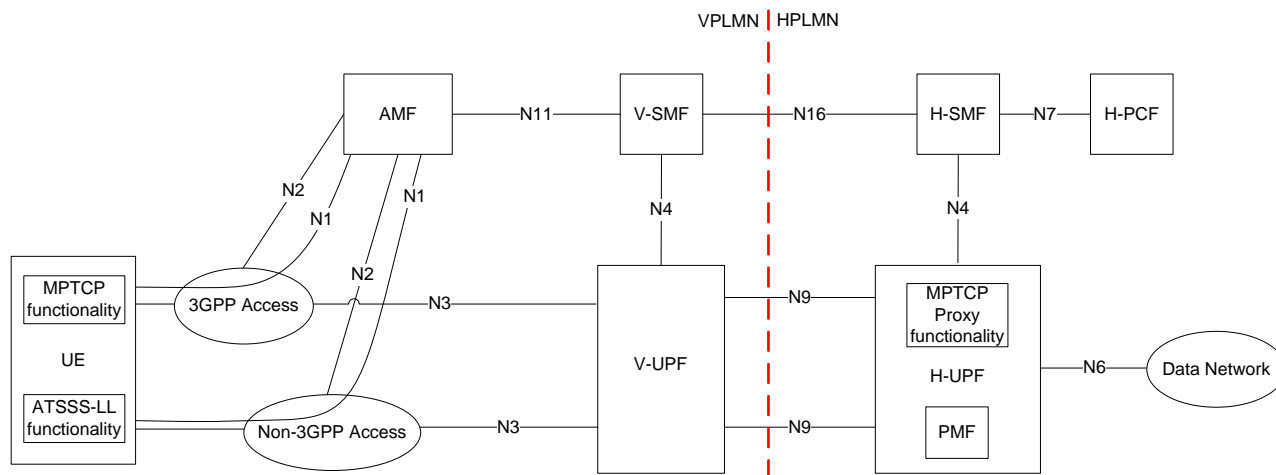 VPLMN HPLMN
AMF
N11
V-SMF
N16
H-SMF
N7
H-PCF
N2
N1
N1
N2
N4
N4
MPTCP
functionality
UE
ATSSS-LL
functionality
3GPP Access
Non-3GPP Access
N3
N3
V-UPF
N9
N9
MPTCP
Proxy
functionality
H-UPF
PMF
N6
Data Network